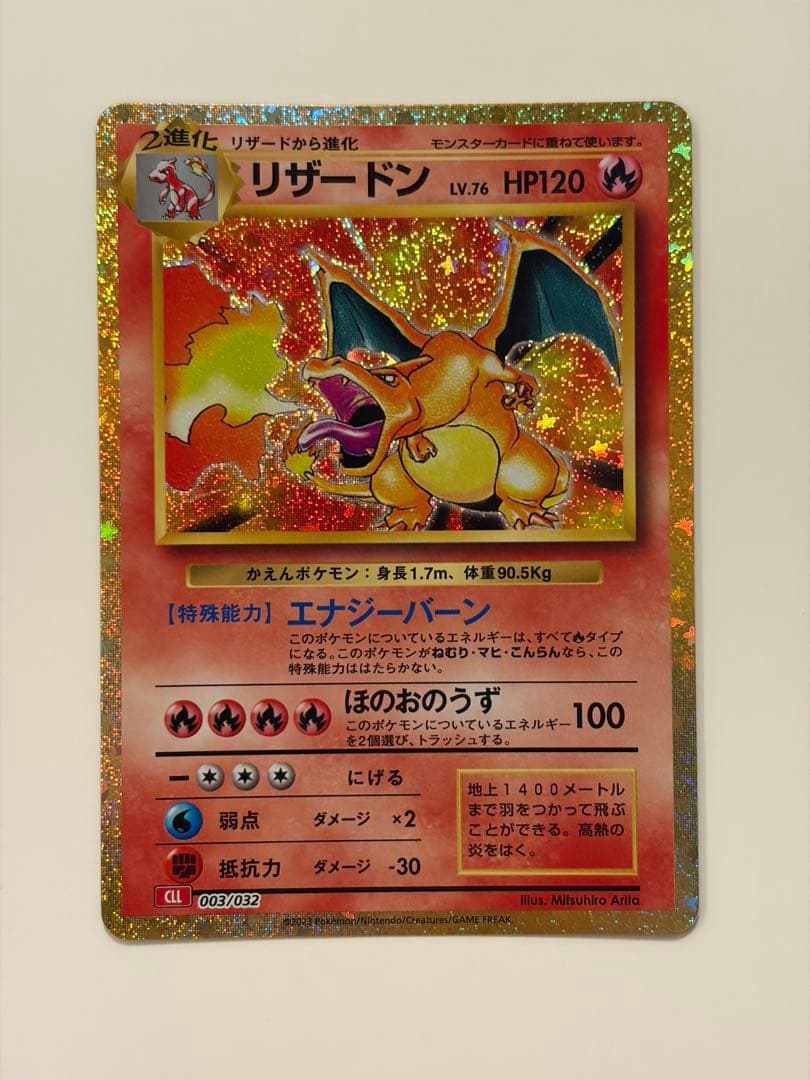 2進化 リザードから進化 モンスターカードに重ねて使います。
リザードン LV.76 HP120
かえんポケモン：身長1.7m、体重90.5Kg
【特殊能力】 エナジーバーン
このポケモンについているエネルギーは、すべてタイプ
になる。このポケモンがねむり・マヒ・こんらんなら、この
特殊能力ははたらかない。
ほのおのうず
このポケモンについているエネルギー
を2個選び、トラッシュする。
100
にげる
弱点 ダメージ ×2
抵抗力 ダメージ -30
地上1400メートル
まで羽をつかって飛ぶ
ことができる。高熱の
炎をはく。
CLL 003/032
Illus. Mitsuhiro Arita
©2023 Pokémon/Nintendo/Creatures/GAME FREAK.